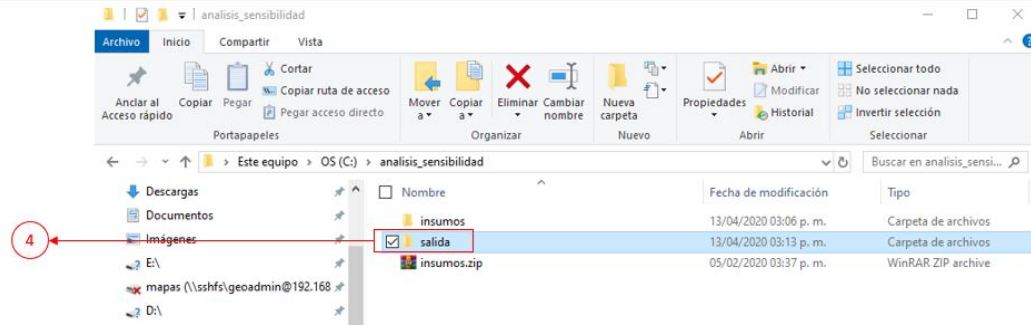 analisis_sensibilidad
Archivo Inicio Compartir Vista
Anclar al Acceso rápido
Copiar
Pegar
Cortar
Copiar ruta de acceso
Pegar acceso directo
Portapapeles
Mover a
Copiar a
Eliminar
Cambiar nombre
Organizar
Nueva carpeta
Nuevo
Propiedades
Abrir
Modificar
Historial
Abrir
Seleccionar todo
No seleccionar nada
Invertir selección
Seleccionar
Este equipo > OS (C:) > analisis_sensibilidad
Buscar en analisis_sensi...
Descargas
Documentos
Imágenes
E:\
mapas (\\sshfs\geoadmin@192.168
D:\
Nombre Fecha de modificación Tipo
insumos 13/04/2020 03:06 p. m. Carpeta de archivos
4
salida 13/04/2020 03:13 p. m. Carpeta de archivos
insumos.zip 05/02/2020 03:37 p. m. WinRAR ZIP archive